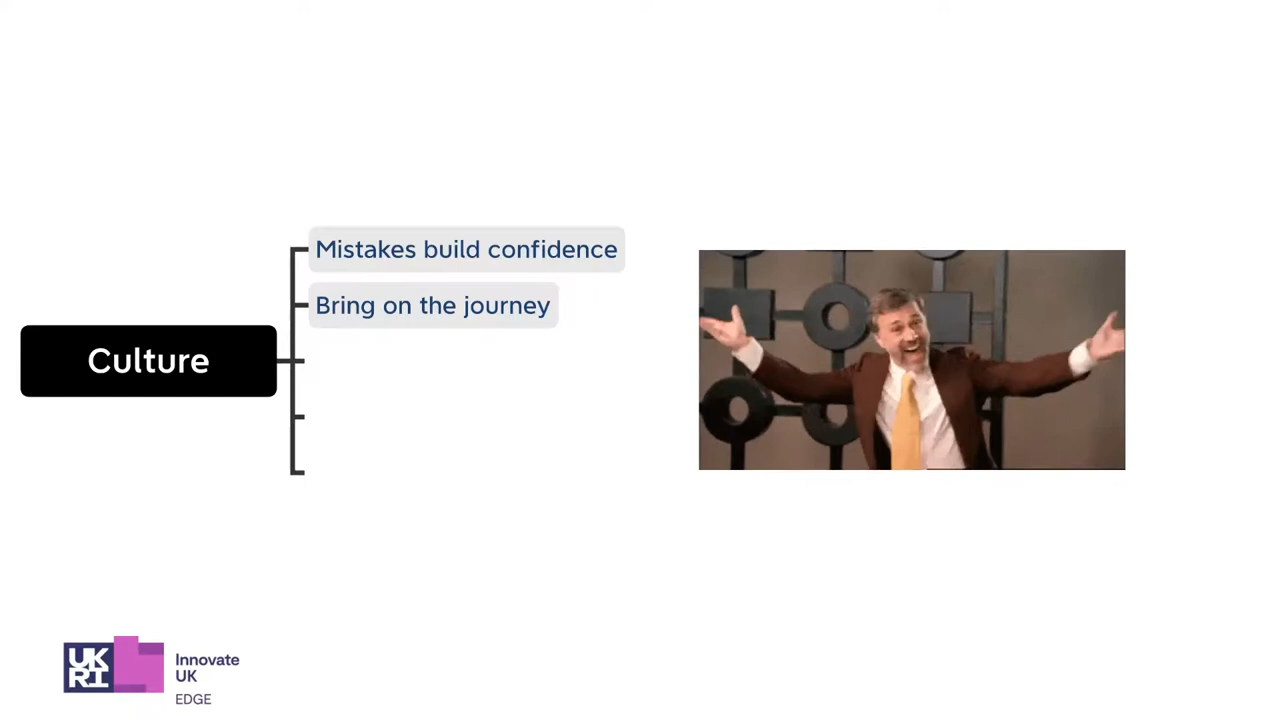 Mistakes build confidence
Bring on the journey
Culture
UK
RI
Innovate
UK
EDGE